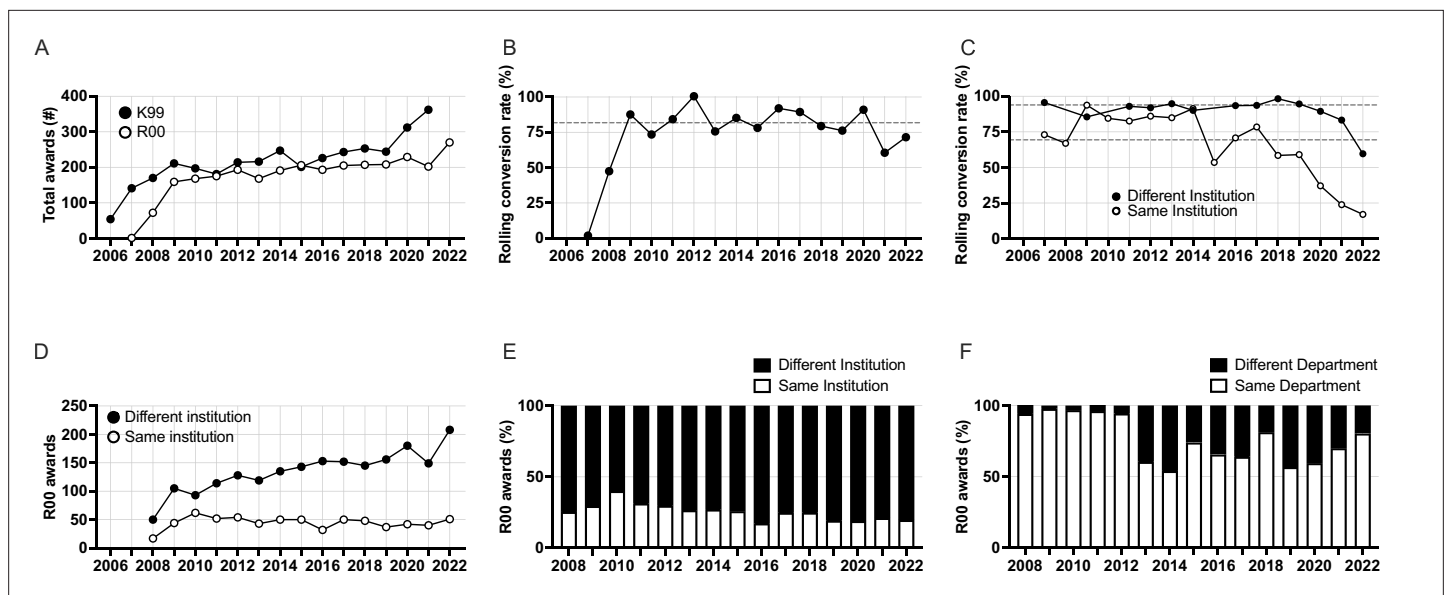 A
Total awards (#)
400
300
200
100
0
K99
R00
2006 2008 2010 2012 2014 2016 2018 2020 2022
B
Rolling conversion rate (%)
100
75
50
25
0
2006 2008 2010 2012 2014 2016 2018 2020 2022
C
Rolling conversion rate (%)
100
75
50
25
0
Different Institution
Same Institution
2006 2008 2010 2012 2014 2016 2018 2020 2022
D
R00 awards
250
200
150
100
50
0
Different institution
Same institution
2006 2008 2010 2012 2014 2016 2018 2020 2022
E
Different Institution
Same Institution
R00 awards (%)
100
50
0
2008 2010 2012 2014 2016 2018 2020 2022
F
Different Department
Same Department
R00 awards (%)
100
50
0
2008 2010 2012 2014 2016 2018 2020 2022